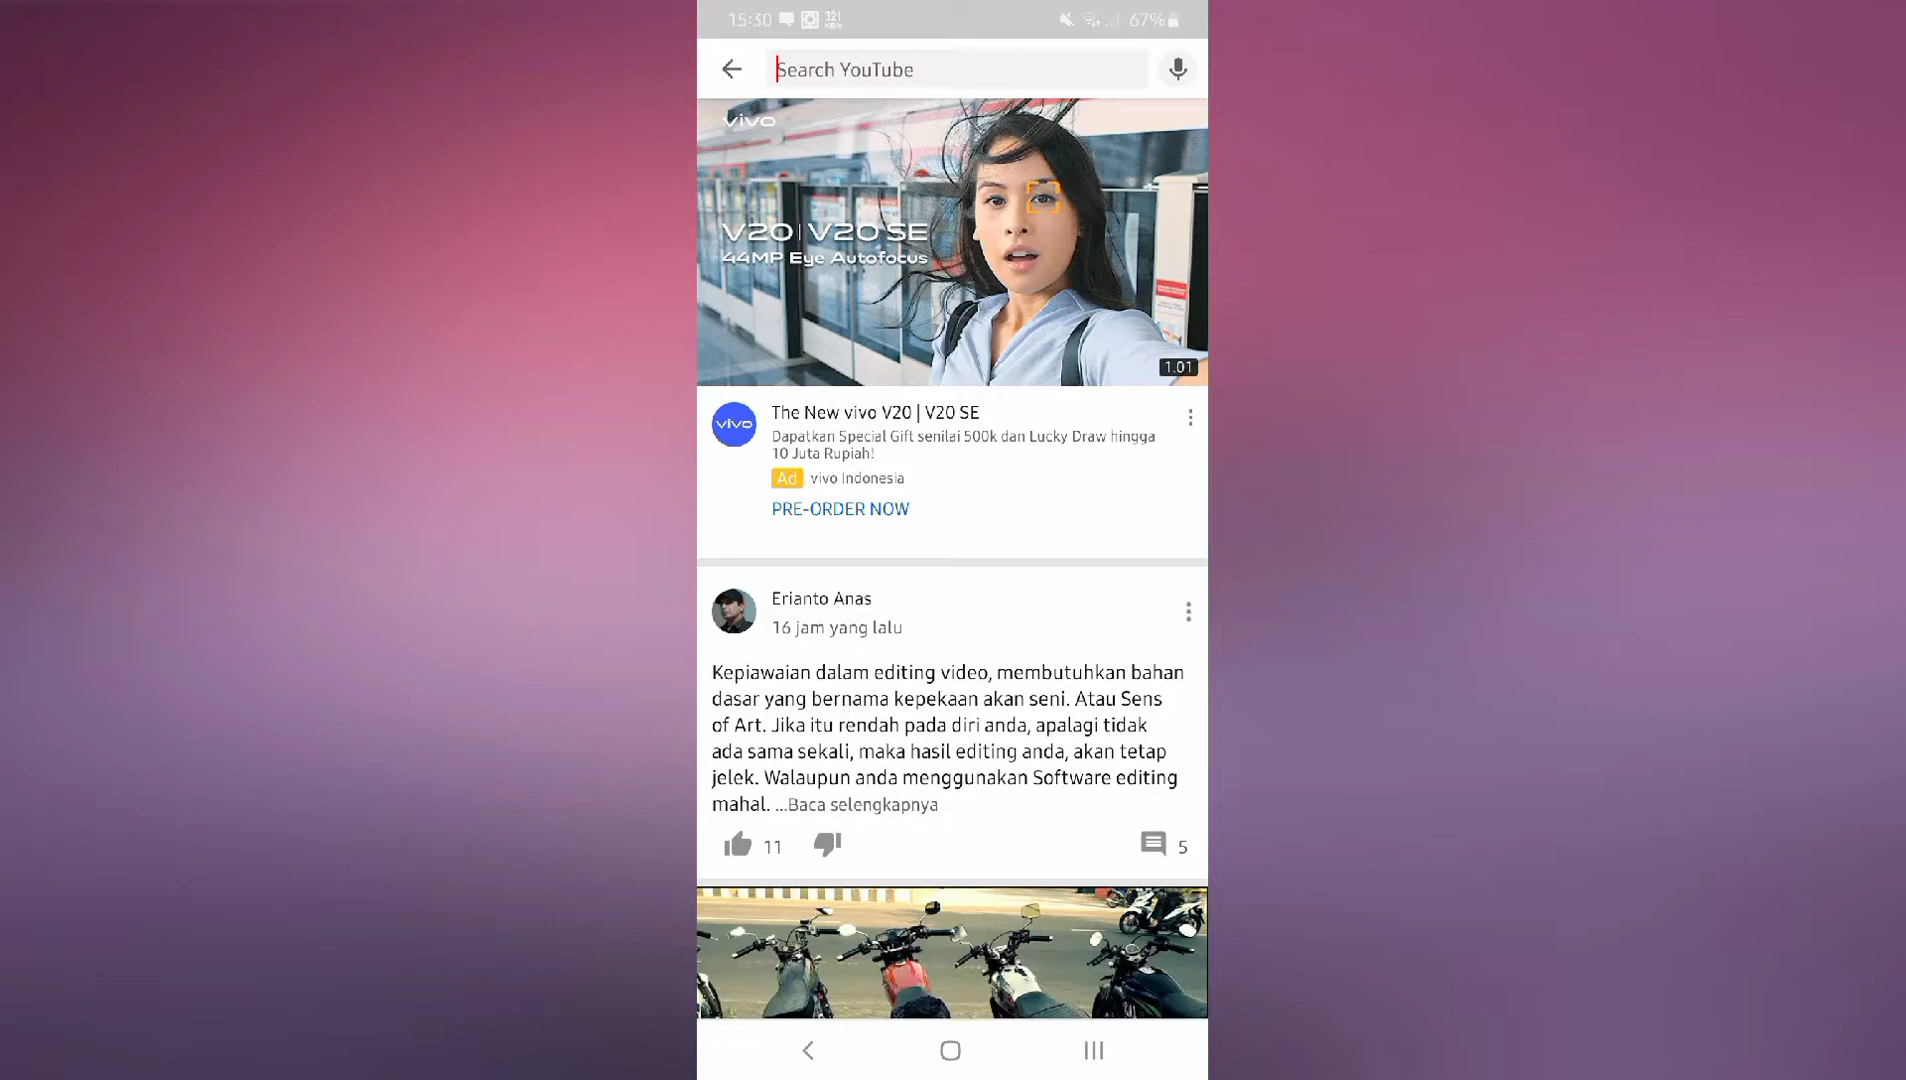 15:30 321 KB/s 67%
Search YouTube
vivo
V20 | V20 SE
44MP Eye Autofocus
1.01
vivo
The New vivo V20 | V20 SE
Dapatkan Special Gift senilai 500k dan Lucky Draw hingga
10 Juta Rupiah!
Ad vivo Indonesia
PRE-ORDER NOW
Erianto Anas
16 jam yang lalu
Kepiawaian dalam editing video, membutuhkan bahan
dasar yang bernama kepekaan akan seni. Atau Sens
of Art. Jika itu rendah pada diri anda, apalagi tidak
ada sama sekali, maka hasil editing anda, akan tetap
jelek. Walaupun anda menggunakan Software editing
mahal. ...Baca selengkapnya
11 5